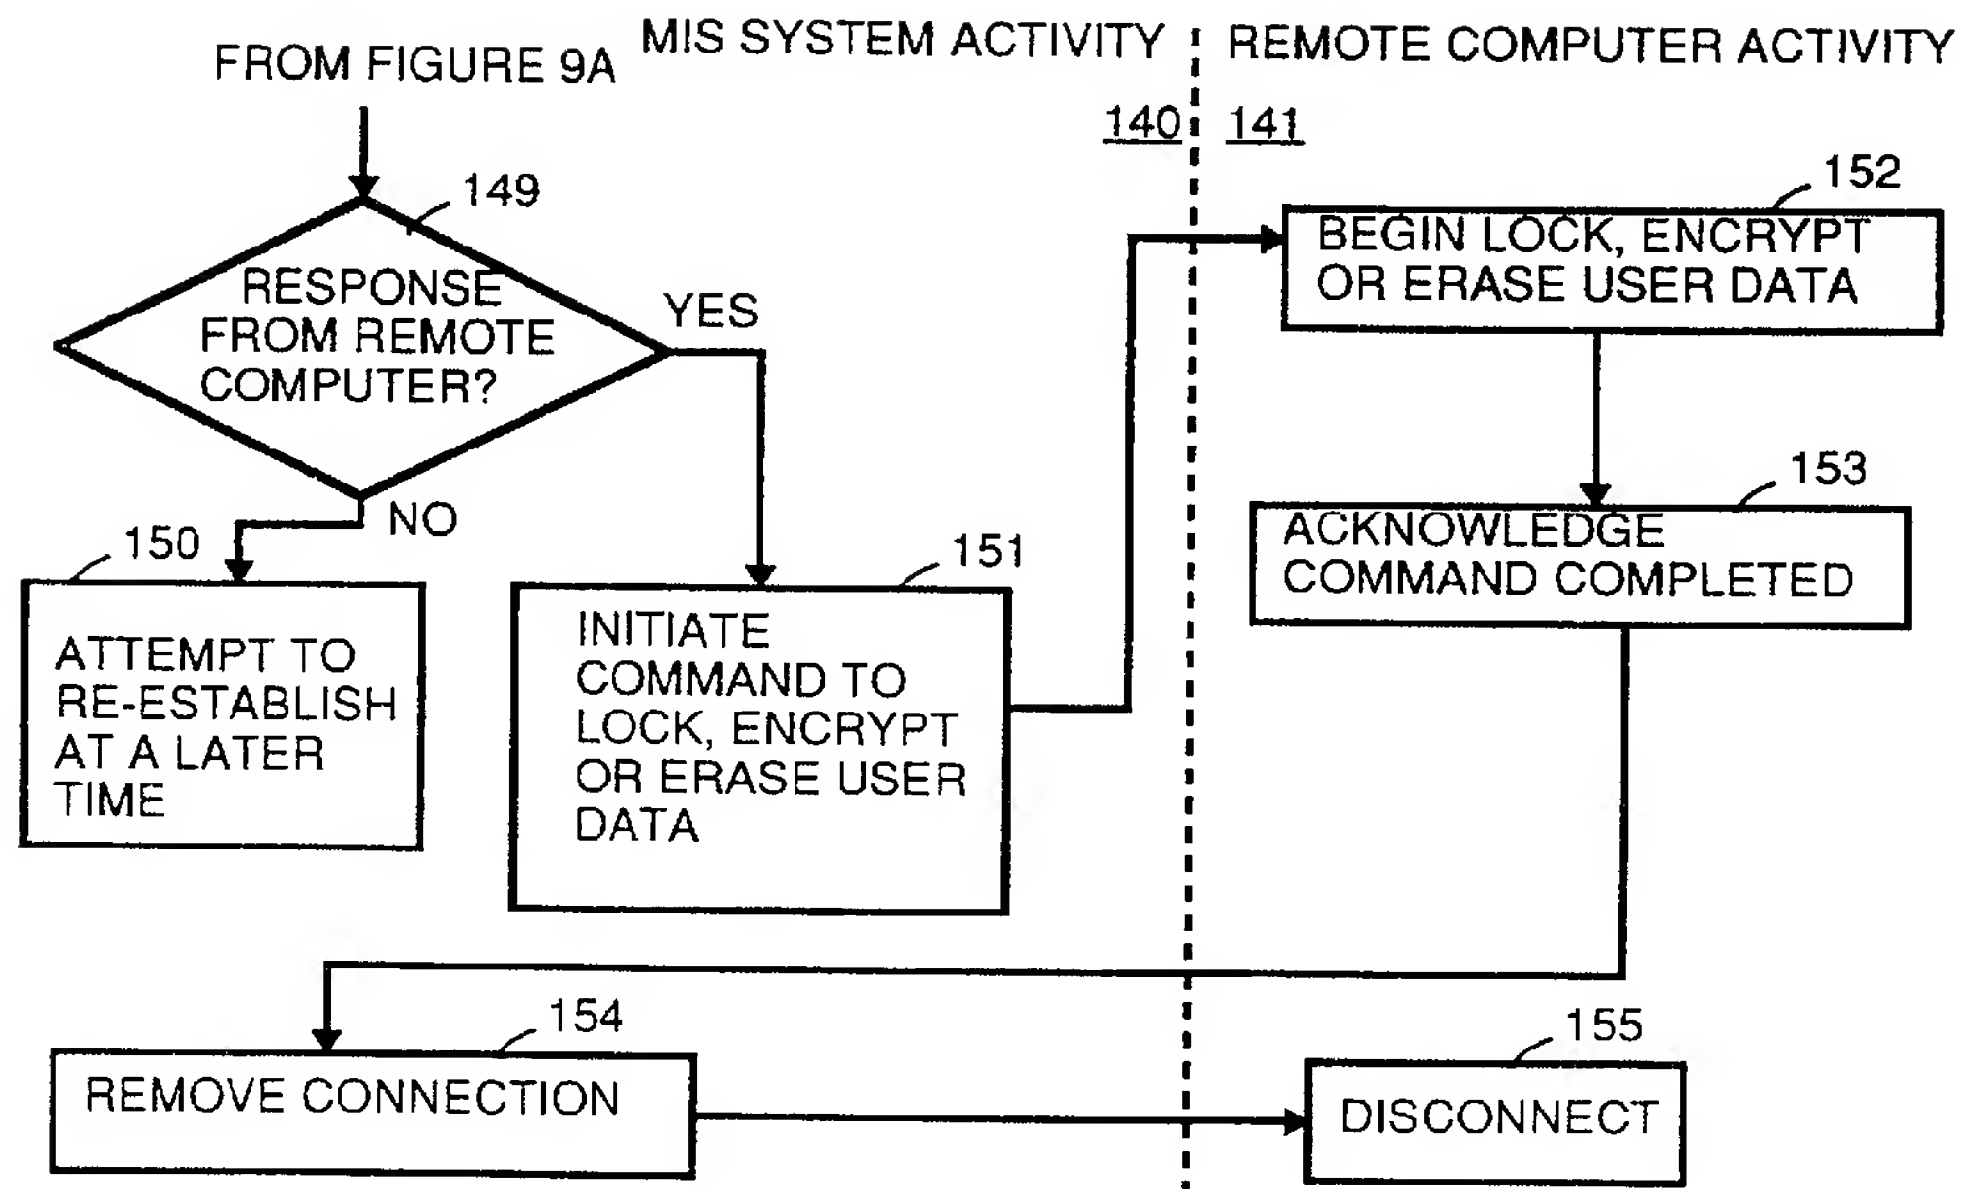 FROM FIGURE 9A
MIS SYSTEM ACTIVITY
REMOTE COMPUTER ACTIVITY
140
141
149
RESPONSE
FROM REMOTE
COMPUTER?
YES
NO
150
ATTEMPT TO
RE-ESTABLISH
AT A LATER
TIME
151
INITIATE
COMMAND TO
LOCK, ENCRYPT
OR ERASE USER
DATA
152
BEGIN LOCK, ENCRYPT
OR ERASE USER DATA
153
ACKNOWLEDGE
COMMAND COMPLETED
154
REMOVE CONNECTION
155
DISCONNECT